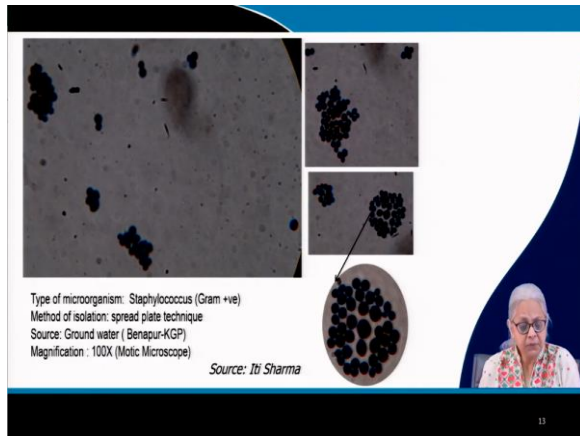 Type of microorganism: Staphylococcus (Gram +ve)
Method of isolation: spread plate technique
Source: Ground water ( Benapur-KGP)
Magnification : 100X (Motic Microscope)
Source: Iti Sharma
13